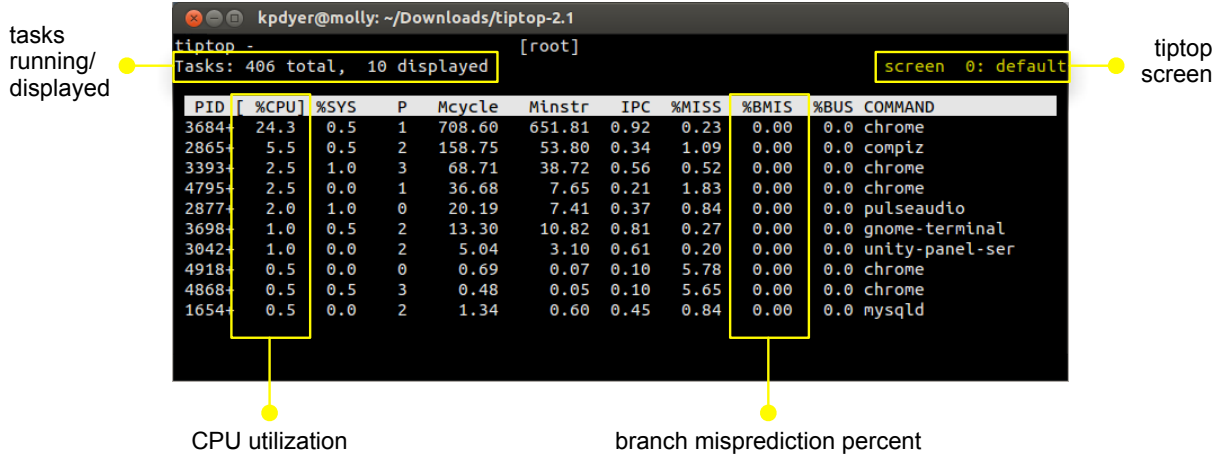 kpdyer@molly: ~/Downloads/tiptop-2.1
tasks
running/
displayed
tiptop -                          [root]
Tasks: 406 total,  10 displayed
screen  0: default
tiptop
screen
PID [ %CPU] %SYS P Mcycle Minstr IPC %MISS %BMIS %BUS COMMAND
3684+ 24.3 0.5 1 708.60 651.81 0.92 0.23 0.00 0.0 chrome
2865+ 5.5 0.5 2 158.75 53.80 0.34 1.09 0.00 0.0 compiz
3393+ 2.5 1.0 3 68.71 38.72 0.56 0.52 0.00 0.0 chrome
4795+ 2.5 0.0 1 36.68 7.65 0.21 1.83 0.00 0.0 chrome
2877+ 2.0 1.0 0 20.19 7.41 0.37 0.84 0.00 0.0 pulseaudio
3698+ 1.0 0.5 2 13.30 10.82 0.81 0.27 0.00 0.0 gnome-terminal
3042+ 1.0 0.0 2 5.04 3.10 0.61 0.20 0.00 0.0 unity-panel-ser
4918+ 0.5 0.0 0 0.69 0.07 0.10 5.78 0.00 0.0 chrome
4868+ 0.5 0.5 3 0.48 0.05 0.10 5.65 0.00 0.0 chrome
1654+ 0.5 0.0 2 1.34 0.60 0.45 0.84 0.00 0.0 mysqld
CPU utilization
branch misprediction percent